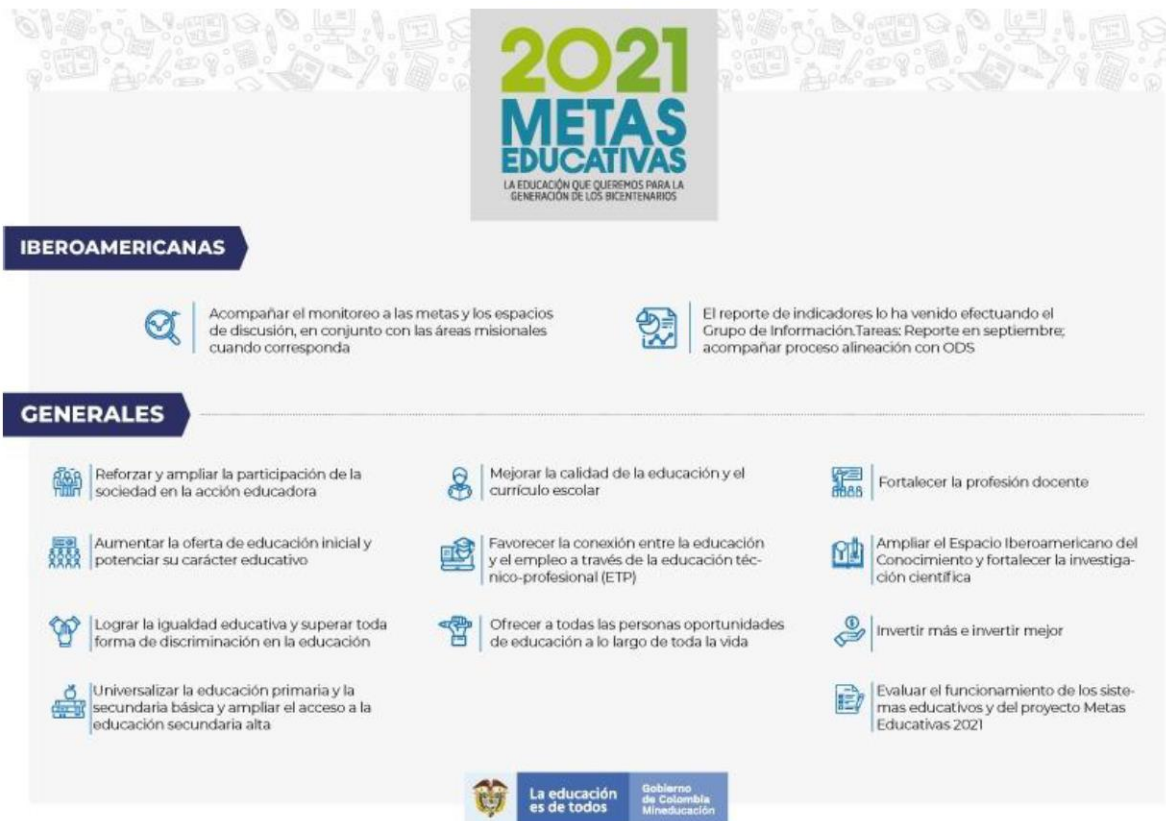 2021
METAS
EDUCATIVAS
LA EDUCACIÓN QUE QUEREMOS PARA LA
GENERACIÓN DE LOS BICENTENARIOS
IBEROAMERICANAS
Acompañar el monitoreo a las metas y los espacios
de discusión, en conjunto con las áreas misionales
cuando corresponda
El reporte de indicadores lo ha venido efectuando el
Grupo de Información.Tareas: Reporte en septiembre;
acompañar proceso alineación con ODS
GENERALES
Reforzar y ampliar la participación de la
sociedad en la acción educadora
Aumentar la oferta de educación inicial y
potenciar su carácter educativo
Lograr la igualdad educativa y superar toda
forma de discriminación en la educación
Universalizar la educación primaria y la
secundaria básica y ampliar el acceso a la
educación secundaria alta
Mejorar la calidad de la educación y el
currículo escolar
Favorecer la conexión entre la educación
y el empleo a través de la educación téc-
nico-profesional (ETP)
Ofrecer a todas las personas oportunidades
de educación a lo largo de toda la vida
Fortalecer la profesión docente
Ampliar el Espacio Iberoamericano del
Conocimiento y fortalecer la investiga-
ción científica
Invertir más e invertir mejor
Evaluar el funcionamiento de los siste-
mas educativos y del proyecto Metas
Educativas 2021
La educación
es de todos
Gobierno
de Colombia
Mineducación